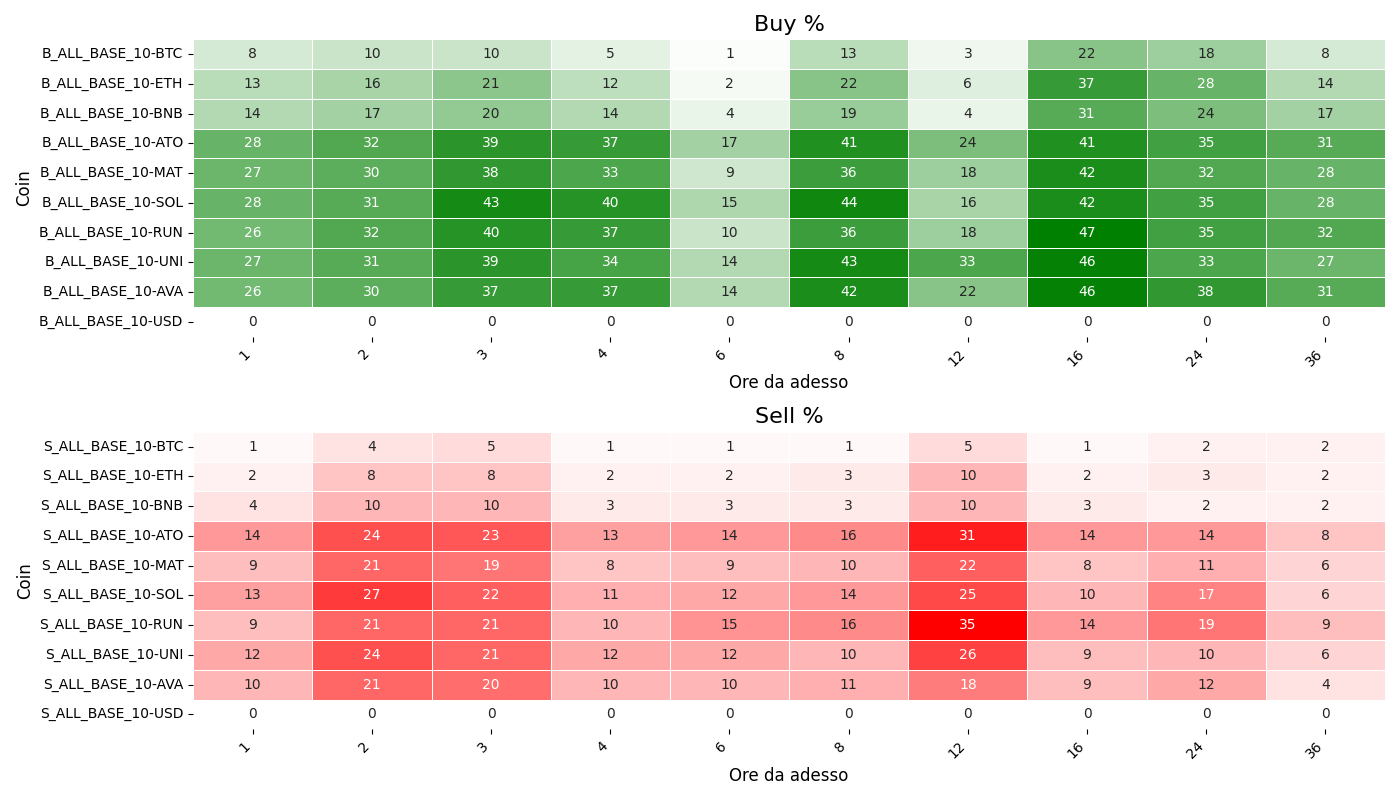 Buy %
Coin
B_ALL_BASE_10-BTC 8 10 10 5 1 13 3 22 18 8
B_ALL_BASE_10-ETH 13 16 21 12 2 22 6 37 28 14
B_ALL_BASE_10-BNB 14 17 20 14 4 19 4 31 24 17
B_ALL_BASE_10-ATO 28 32 39 37 17 41 24 41 35 31
B_ALL_BASE_10-MAT 27 30 38 33 9 36 18 42 32 28
B_ALL_BASE_10-SOL 28 31 43 40 15 44 16 42 35 28
B_ALL_BASE_10-RUN 26 32 40 37 10 36 18 47 35 32
B_ALL_BASE_10-UNI 27 31 39 34 14 43 33 46 33 27
B_ALL_BASE_10-AVA 26 30 37 37 14 42 22 46 38 31
B_ALL_BASE_10-USD 0 0 0 0 0 0 0 0 0 0
1 2 3 4 6 8 12 16 24 36
Ore da adesso
Sell %
Coin
S_ALL_BASE_10-BTC 1 4 5 1 1 1 5 1 2 2
S_ALL_BASE_10-ETH 2 8 8 2 2 3 10 2 3 2
S_ALL_BASE_10-BNB 4 10 10 3 3 3 10 3 2 2
S_ALL_BASE_10-ATO 14 24 23 13 14 16 31 14 14 8
S_ALL_BASE_10-MAT 9 21 19 8 9 10 22 8 11 6
S_ALL_BASE_10-SOL 13 27 22 11 12 14 25 10 17 6
S_ALL_BASE_10-RUN 9 21 21 10 15 16 35 14 19 9
S_ALL_BASE_10-UNI 12 24 21 12 12 10 26 9 10 6
S_ALL_BASE_10-AVA 10 21 20 10 10 11 18 9 12 4
S_ALL_BASE_10-USD 0 0 0 0 0 0 0 0 0 0
1 2 3 4 6 8 12 16 24 36
Ore da adesso